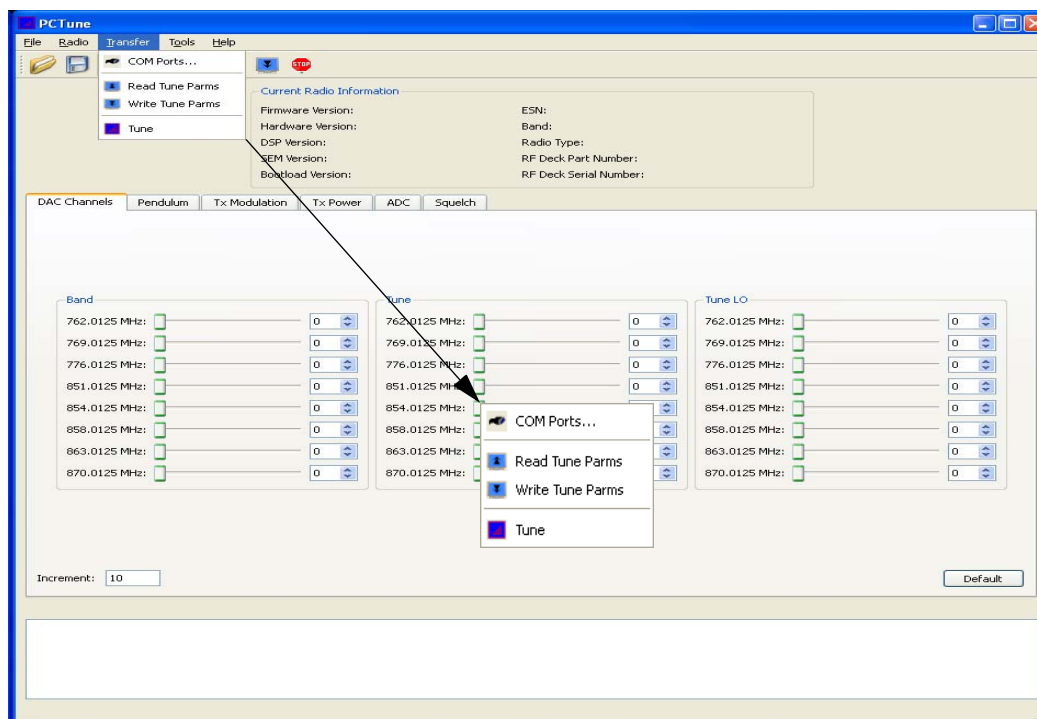 PCTune
File Radio Transfer Tools Help
COM Ports...
Read Tune Parms
Write Tune Parms
Tune
STOP
Current Radio Information
Firmware Version: ESN:
Hardware Version: Band:
DSP Version: Radio Type:
SEM Version: RF Deck Part Number:
Bootload Version: RF Deck Serial Number:
DAC Channels Pendulum Tx Modulation Tx Power ADC Squelch
Band Tune Tune LO
762.0125 MHz: 0 762.0125 MHz: 0 762.0125 MHz: 0
769.0125 MHz: 0 769.0125 MHz: 0 769.0125 MHz: 0
776.0125 MHz: 0 776.0125 MHz: 0 776.0125 MHz: 0
851.0125 MHz: 0 851.0125 MHz: 0 851.0125 MHz: 0
854.0125 MHz: 0 854.0125 MHz: 854.0125 MHz: 0
858.0125 MHz: 0 858.0125 MHz: 858.0125 MHz: 0
863.0125 MHz: 0 863.0125 MHz: 863.0125 MHz: 0
870.0125 MHz: 0 870.0125 MHz: 870.0125 MHz: 0
COM Ports...
Read Tune Parms
Write Tune Parms
Tune
Increment: 10 Default